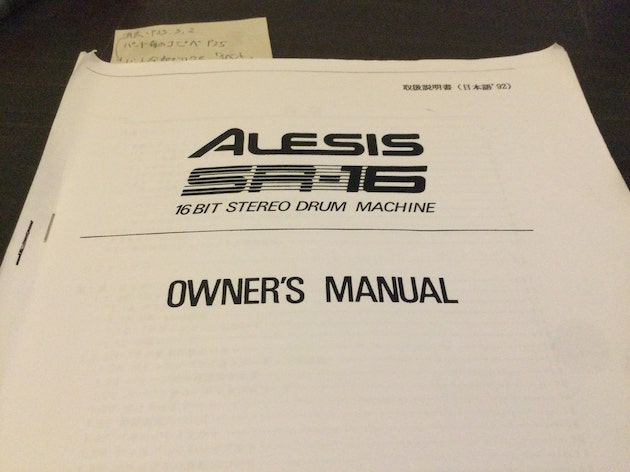 P35
取扱説明書（日本語'92）
ALESIS
SR-16
16 BIT STEREO DRUM MACHINE
OWNER'S MANUAL